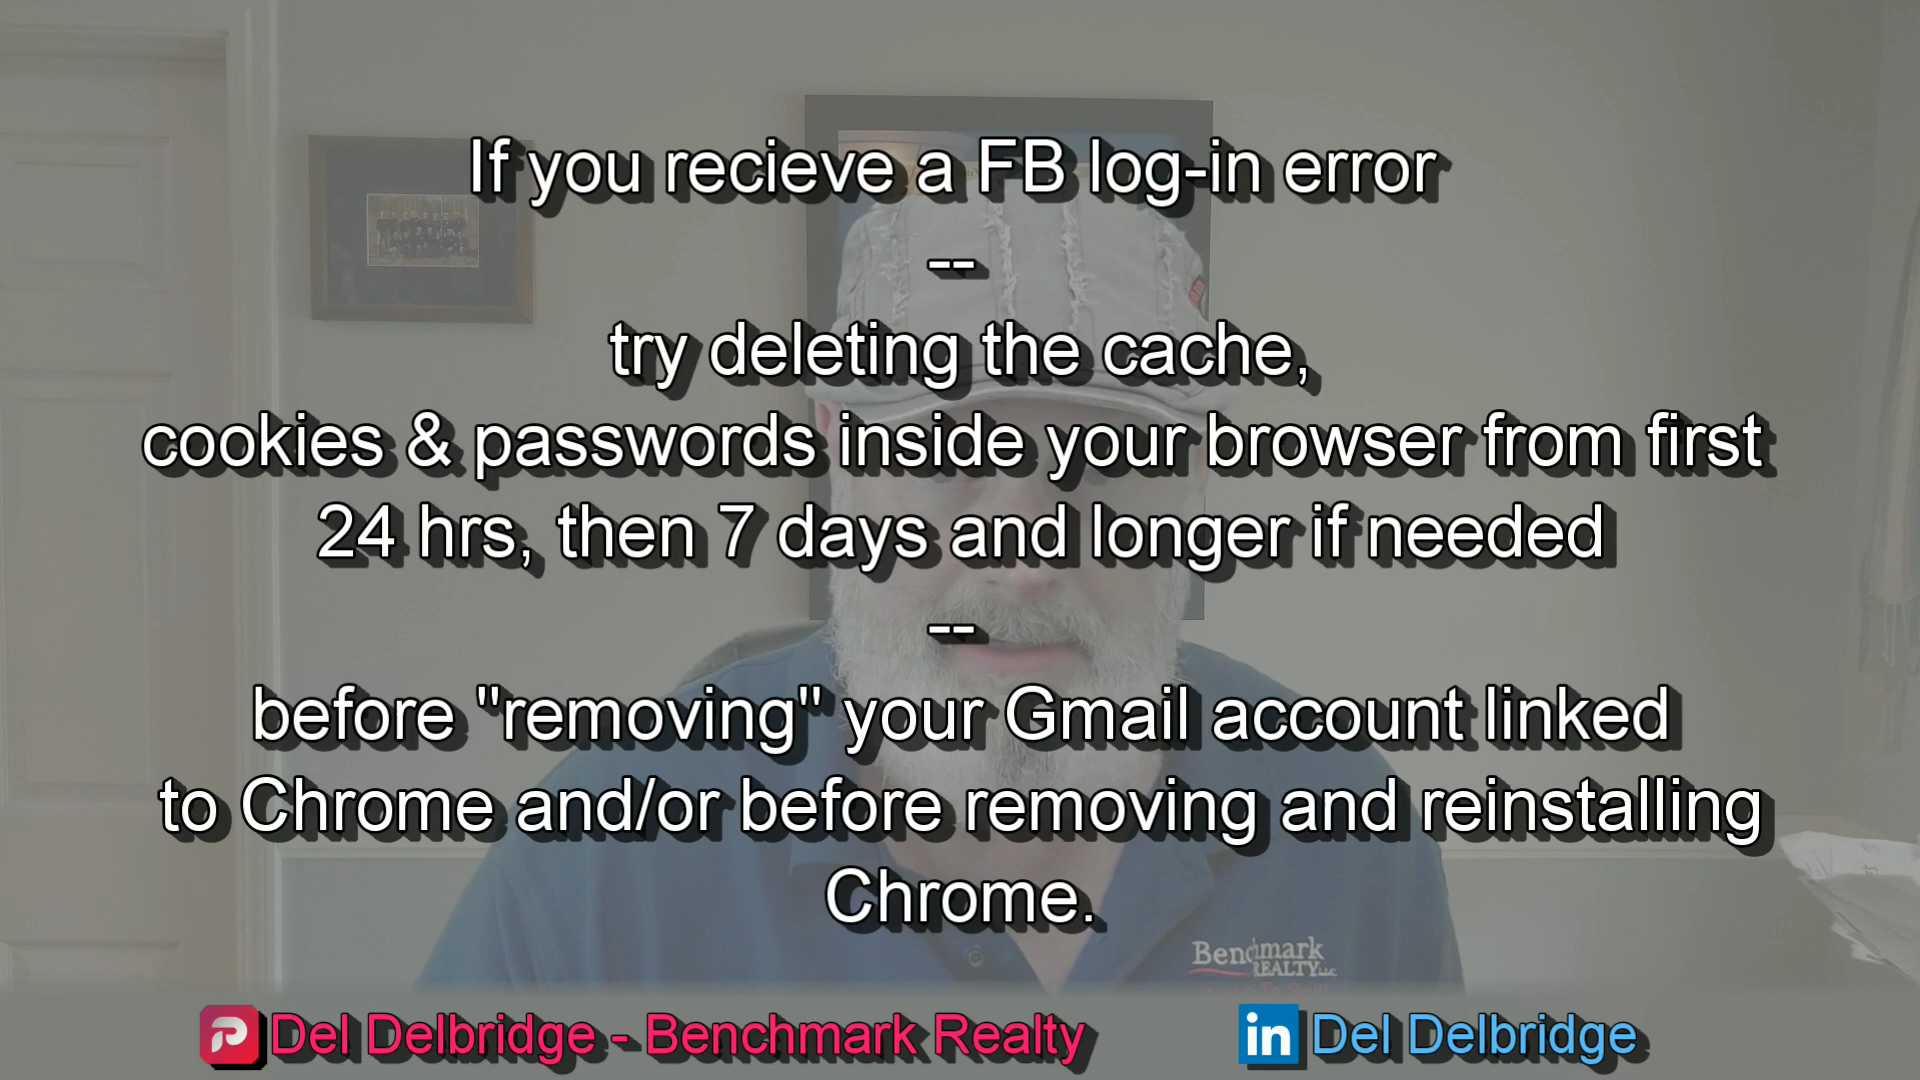 If you recieve a FB log-in error
--
try deleting the cache,
cookies & passwords inside your browser from first
24 hrs, then 7 days and longer if needed
--
before "removing" your Gmail account linked
to Chrome and/or before removing and reinstalling
Chrome.
Benchmark
REALTY LLC
Del Delbridge - Benchmark Realty
in Del Delbridge